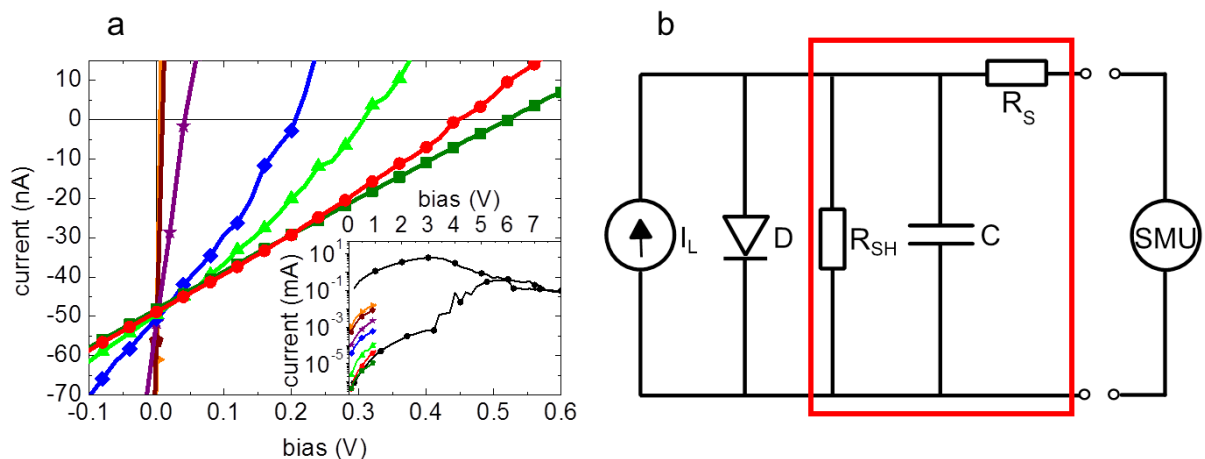 a
current (nA)
10
0
-10
-20
-30
-40
-50
-60
-70
-0.1 0.0 0.1 0.2 0.3 0.4 0.5 0.6
bias (V)
bias (V)
0 1 2 3 4 5 6 7
current (mA)
10^1
10^-1
10^-3
10^-5
b
I_L
D
R_SH
C
R_S
SMU